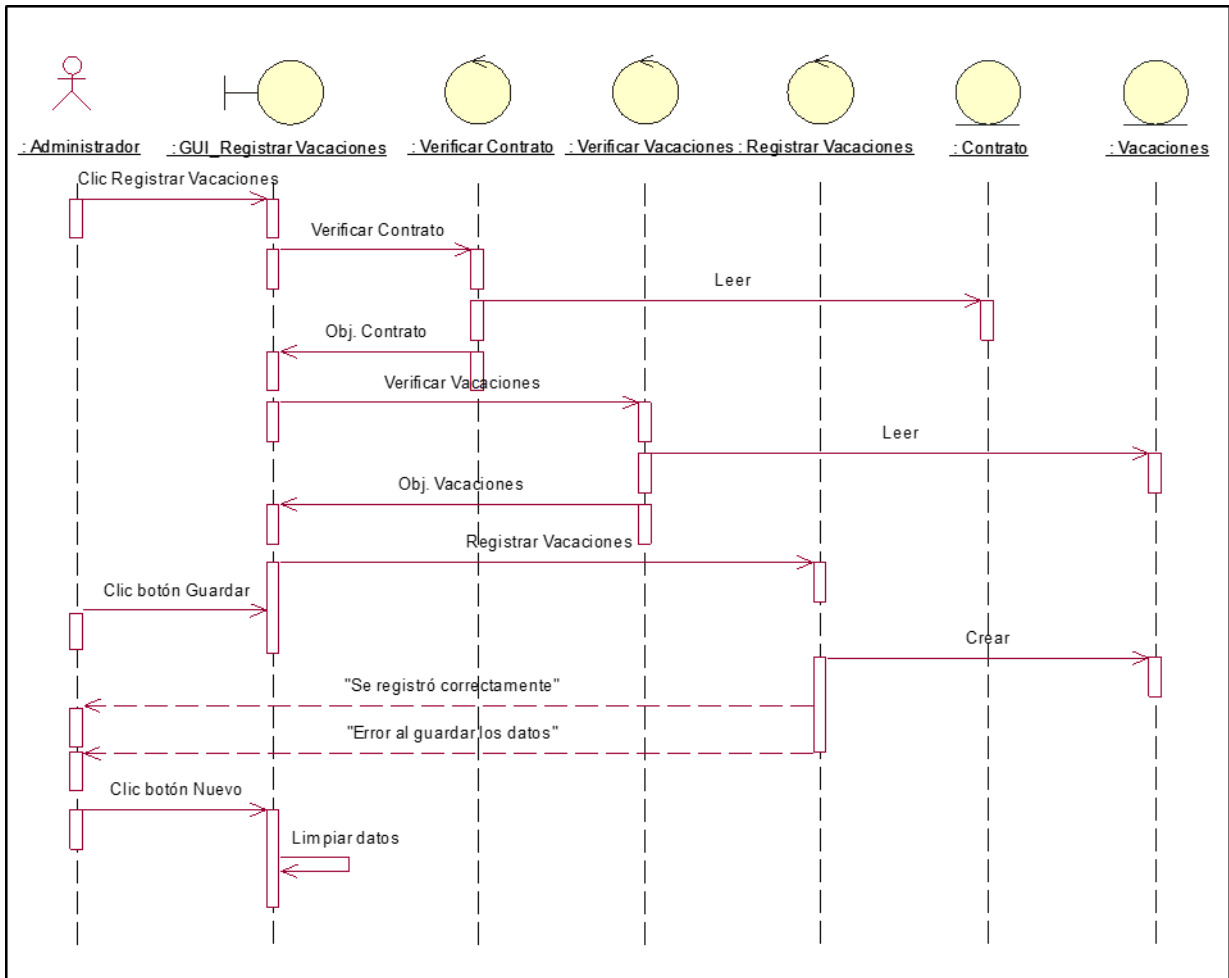 : Administrador
: GUI_Registrar Vacaciones
: Verificar Contrato
: Verificar Vacaciones
: Registrar Vacaciones
: Contrato
: Vacaciones
Clic Registrar Vacaciones
Verificar Contrato
Leer
Obj. Contrato
Verificar Vacaciones
Leer
Obj. Vacaciones
Registrar Vacaciones
Clic botón Guardar
Crear
"Se registró correctamente"
"Error al guardar los datos"
Clic botón Nuevo
Limpiar datos